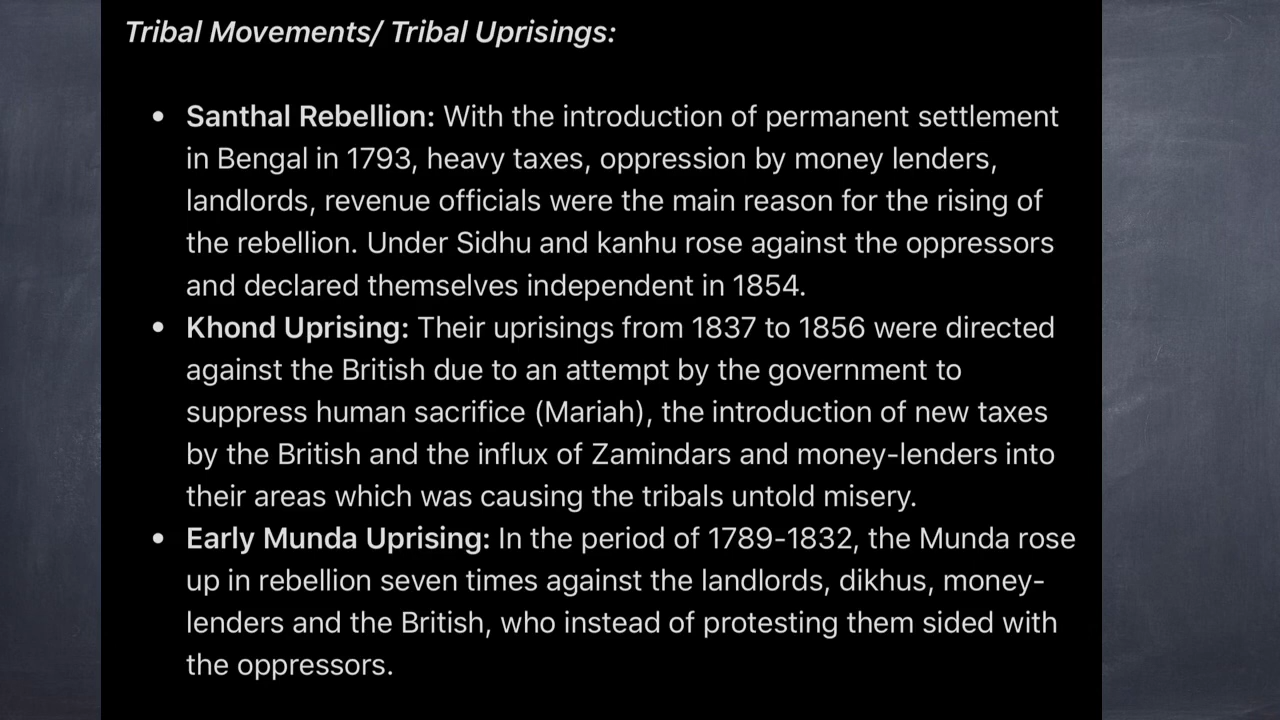 Tribal Movements/ Tribal Uprisings:
• Santhal Rebellion: With the introduction of permanent settlement
in Bengal in 1793, heavy taxes, oppression by money lenders,
landlords, revenue officials were the main reason for the rising of
the rebellion. Under Sidhu and kanhu rose against the oppressors
and declared themselves independent in 1854.
• Khond Uprising: Their uprisings from 1837 to 1856 were directed
against the British due to an attempt by the government to
suppress human sacrifice (Mariah), the introduction of new taxes
by the British and the influx of Zamindars and money-lenders into
their areas which was causing the tribals untold misery.
• Early Munda Uprising: In the period of 1789-1832, the Munda rose
up in rebellion seven times against the landlords, dikhus, money-
lenders and the British, who instead of protesting them sided with
the oppressors.